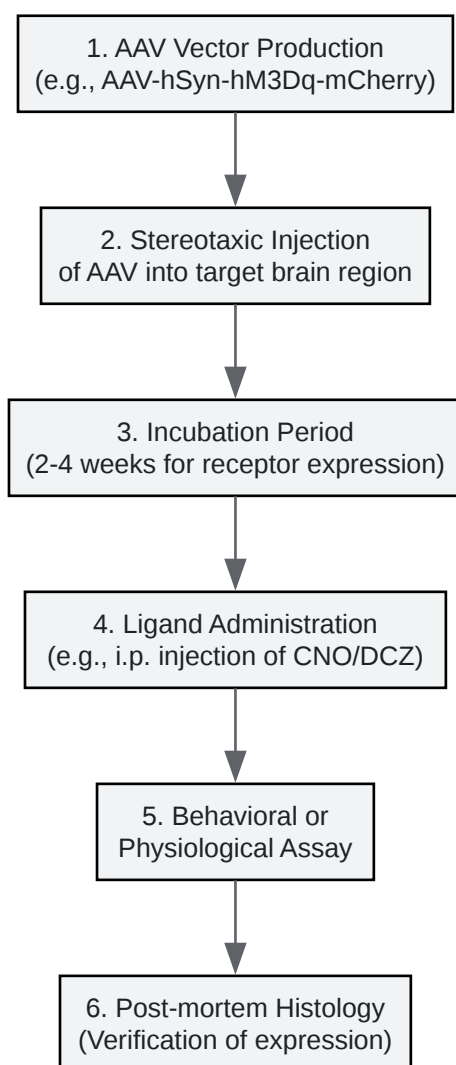 1. AAV Vector Production
(e.g., AAV-hSyn-hM3Dq-mCherry)
2. Stereotaxic Injection
of AAV into target brain region
3. Incubation Period
(2-4 weeks for receptor expression)
4. Ligand Administration
(e.g., i.p. injection of CNO/DCZ)
5. Behavioral or
Physiological Assay
6. Post-mortem Histology
(Verification of expression)